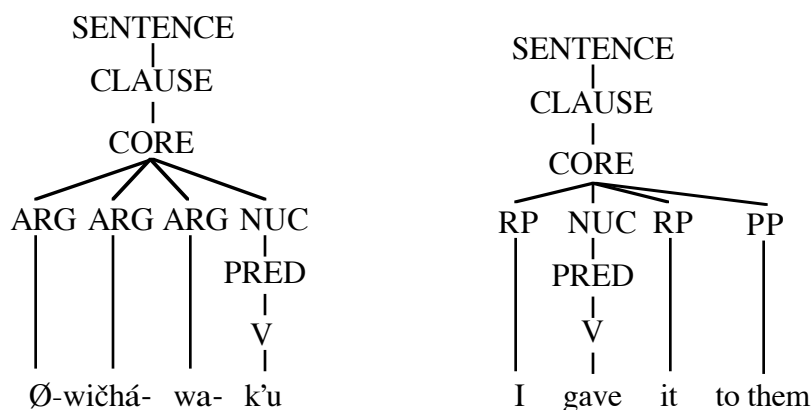 SENTENCE
CLAUSE
CORE
ARG ARG ARG NUC
PRED
V
Ø-wičhá- wa- k'u
SENTENCE
CLAUSE
CORE
RP NUC RP PP
PRED
V
I gave it to them